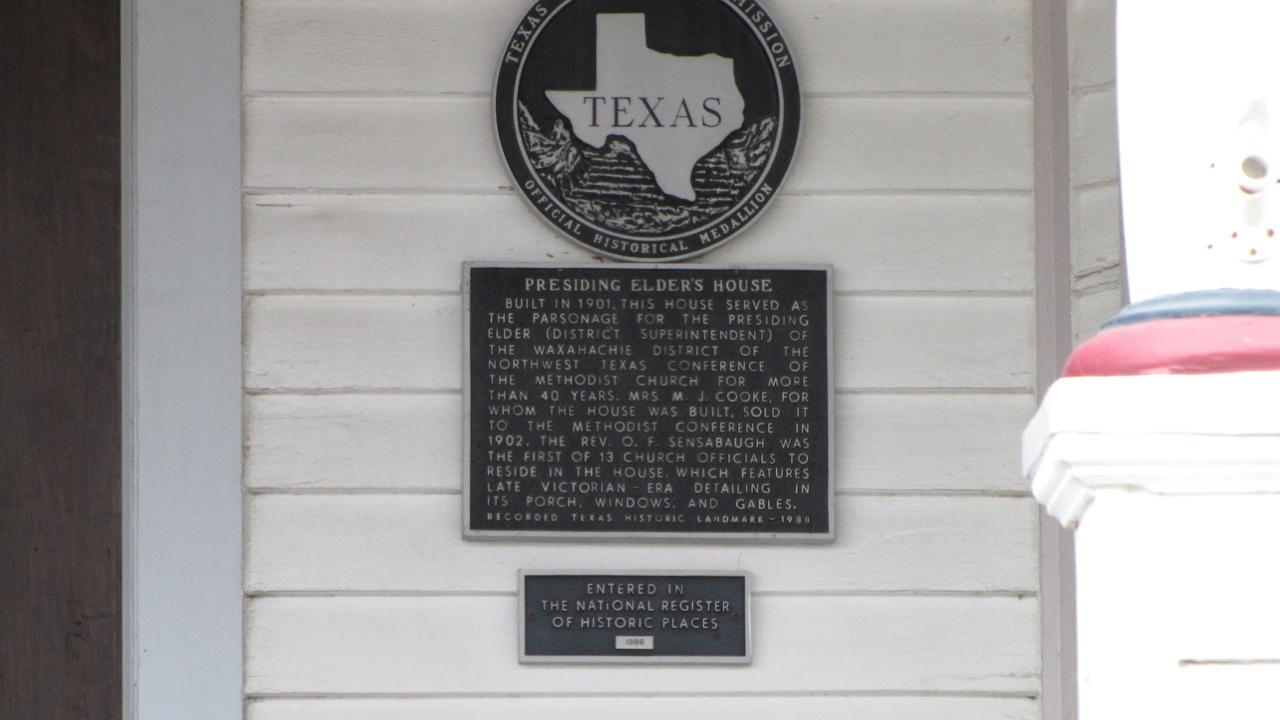 TEXAS MISSION
TEXAS
OFFICIAL HISTORICAL MEDALLION
PRESIDING ELDER'S HOUSE
BUILT IN 1901, THIS HOUSE SERVED AS
THE PARSONAGE FOR THE PRESIDING
ELDER (DISTRICT SUPERINTENDENT) OF
THE WAXAHACHIE DISTRICT OF THE
NORTHWEST TEXAS CONFERENCE OF
THE METHODIST CHURCH FOR MORE
THAN 40 YEARS. MRS M. J. COOKE, FOR
WHOM THE HOUSE WAS BUILT, SOLD IT
TO THE METHODIST CONFERENCE IN
1902. THE REV. O. F. SENSABAUGH WAS
THE FIRST OF 13 CHURCH OFFICIALS TO
RESIDE IN THE HOUSE, WHICH FEATURES
LATE VICTORIAN-ERA DETAILING IN
ITS PORCH, WINDOWS, AND GABLES.
RECORDED TEXAS HISTORIC LANDMARK-1988
ENTERED IN
THE NATIONAL REGISTER
OF HISTORIC PLACES
1986